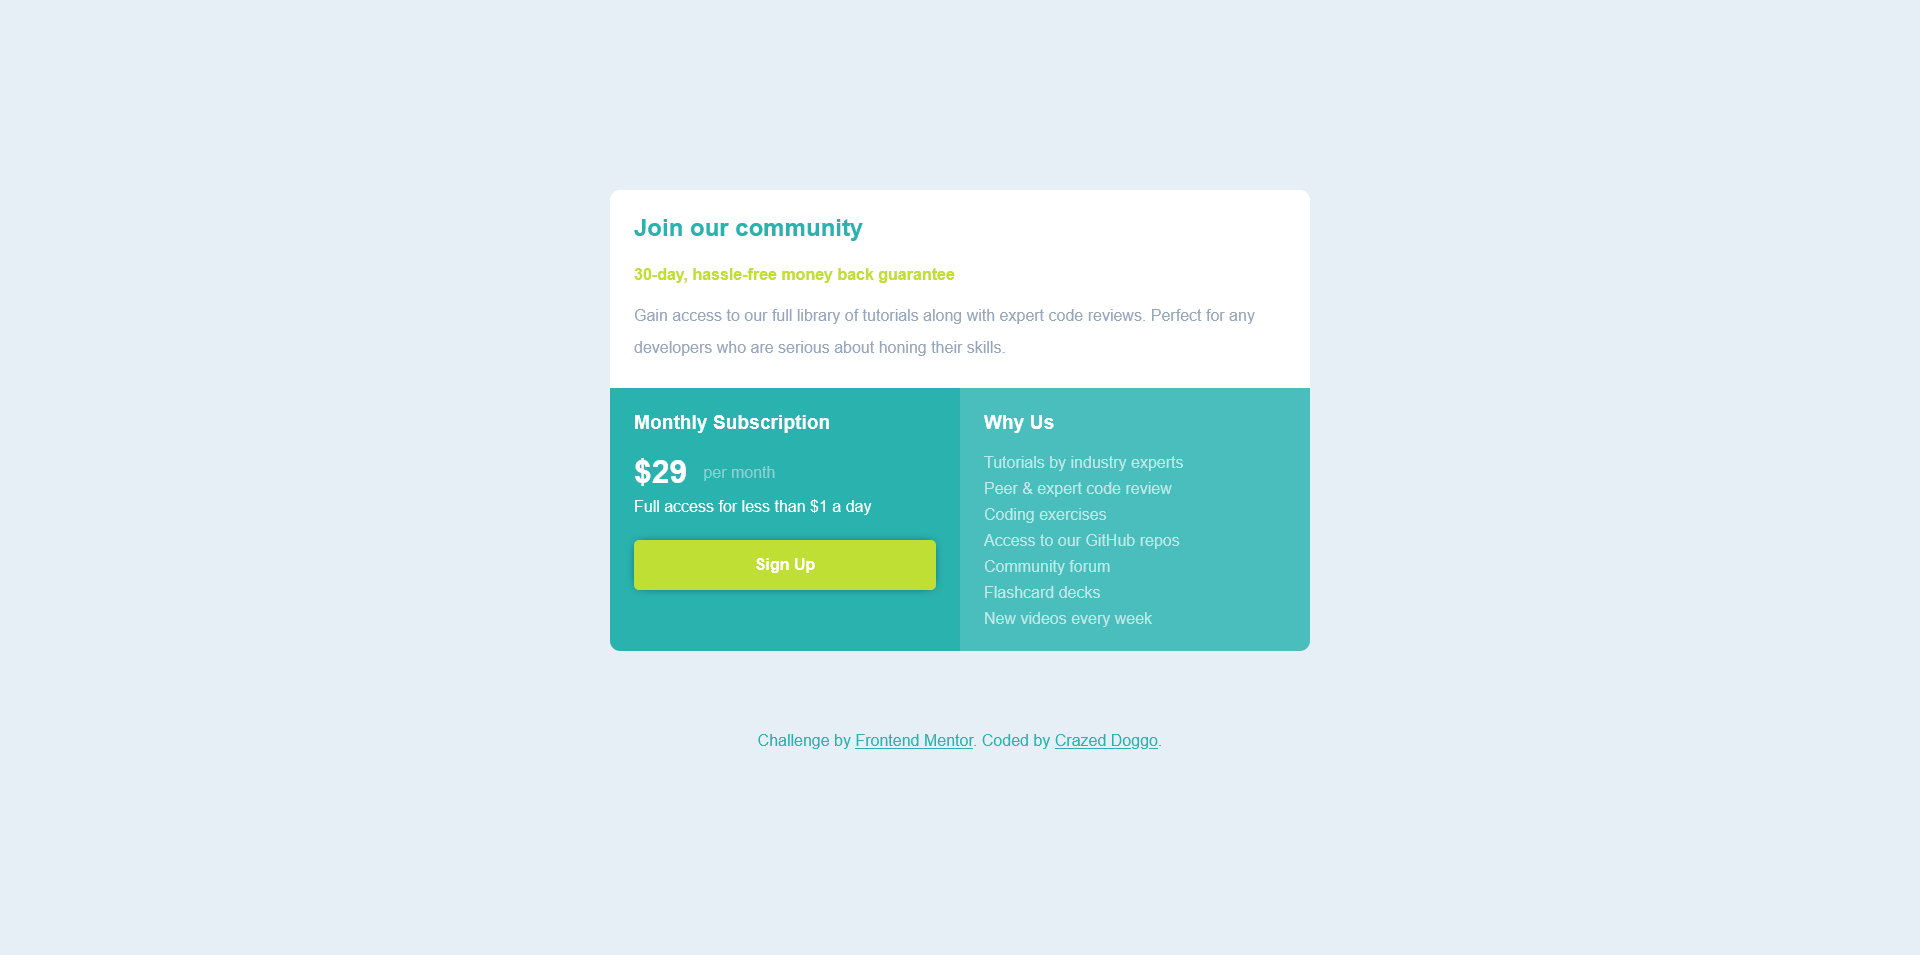 Join our community
30-day, hassle-free money back guarantee
Gain access to our full library of tutorials along with expert code reviews. Perfect for any
developers who are serious about honing their skills.
Monthly Subscription
$29 per month
Full access for less than $1 a day
Sign Up
Why Us
Tutorials by industry experts
Peer & expert code review
Coding exercises
Access to our GitHub repos
Community forum
Flashcard decks
New videos every week
Challenge by Frontend Mentor. Coded by Crazed Doggo.